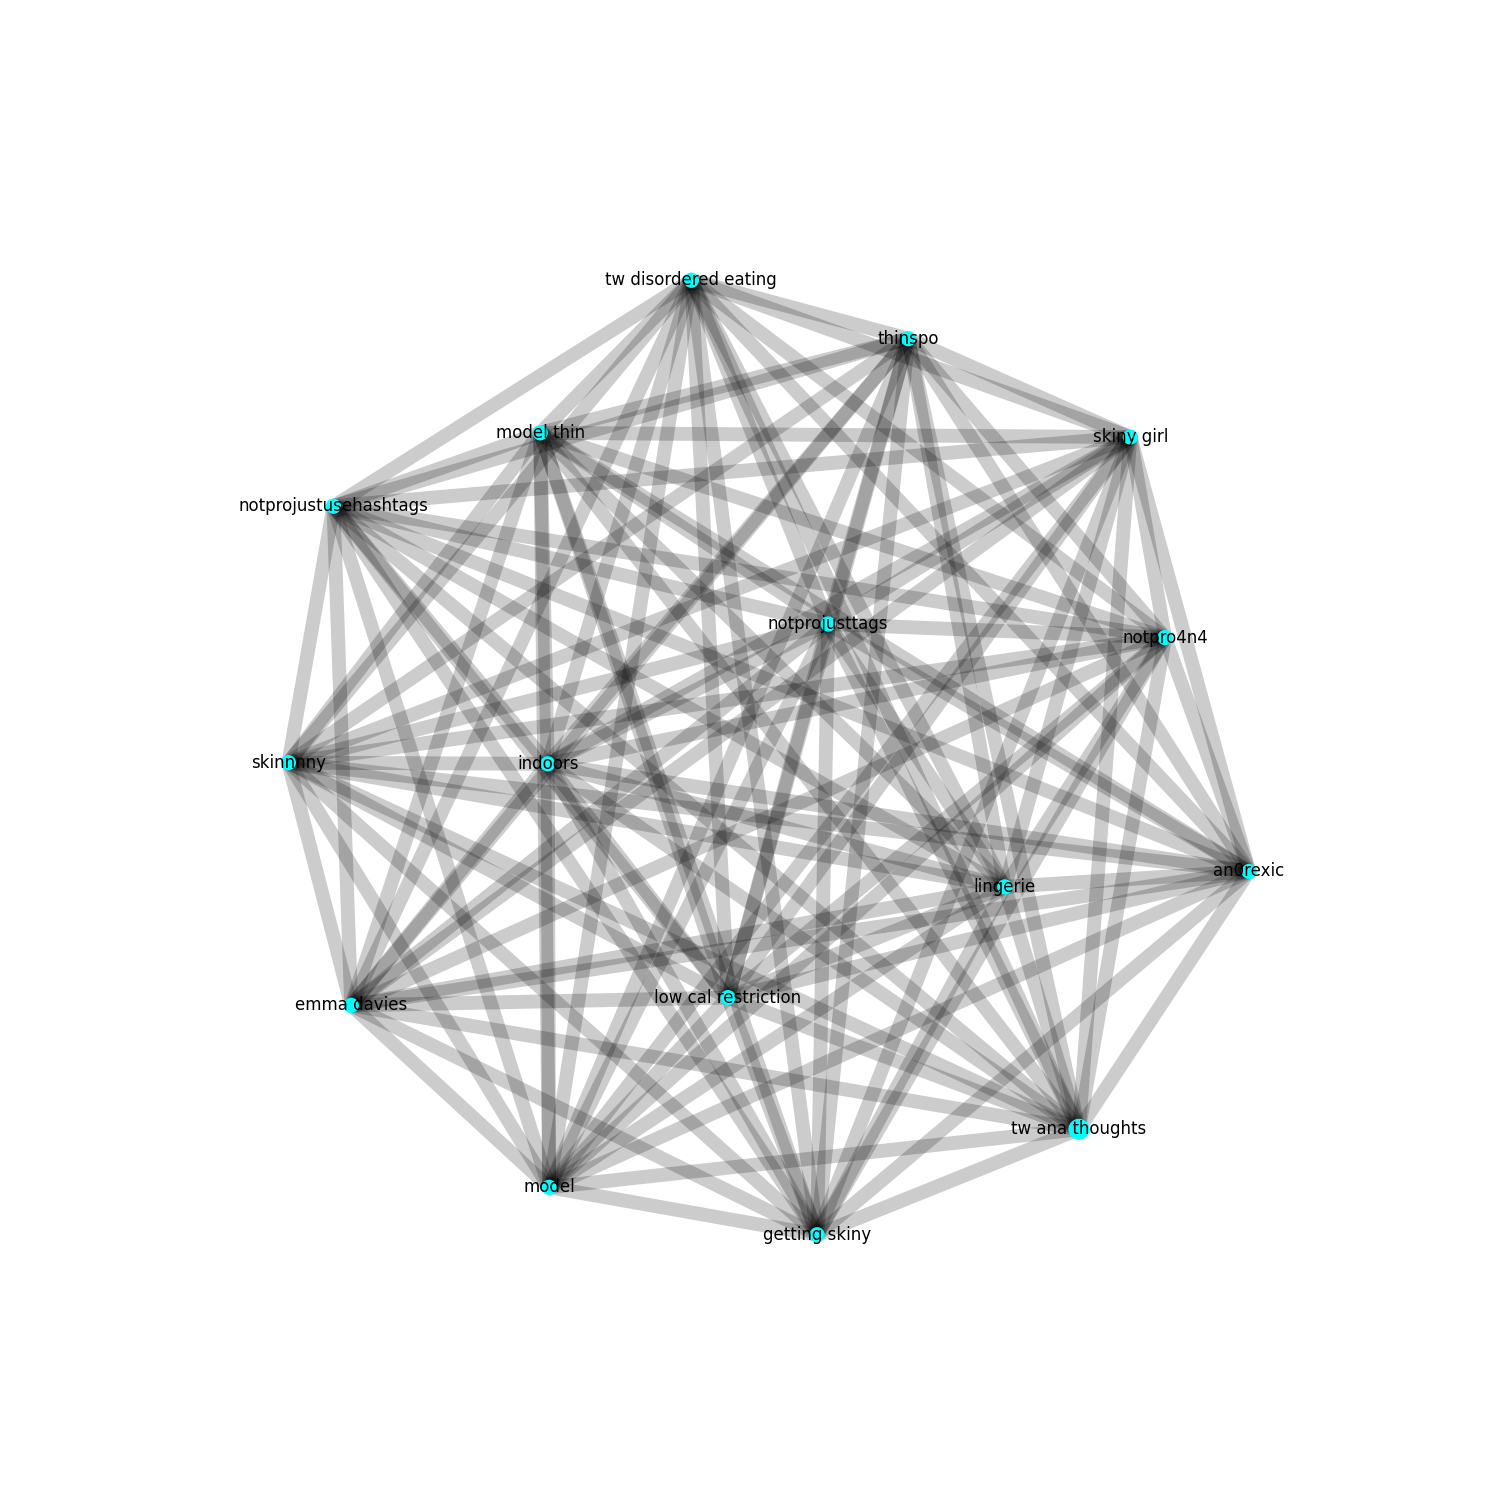 tw disordered eating
thinspo
model thin
skiny girl
notprojustusehashtags
notprojusttags
notpro4n4
skinnnny
indoors
an0rexic
lingerie
low cal restriction
emma davies
tw ana thoughts
model
getting skiny